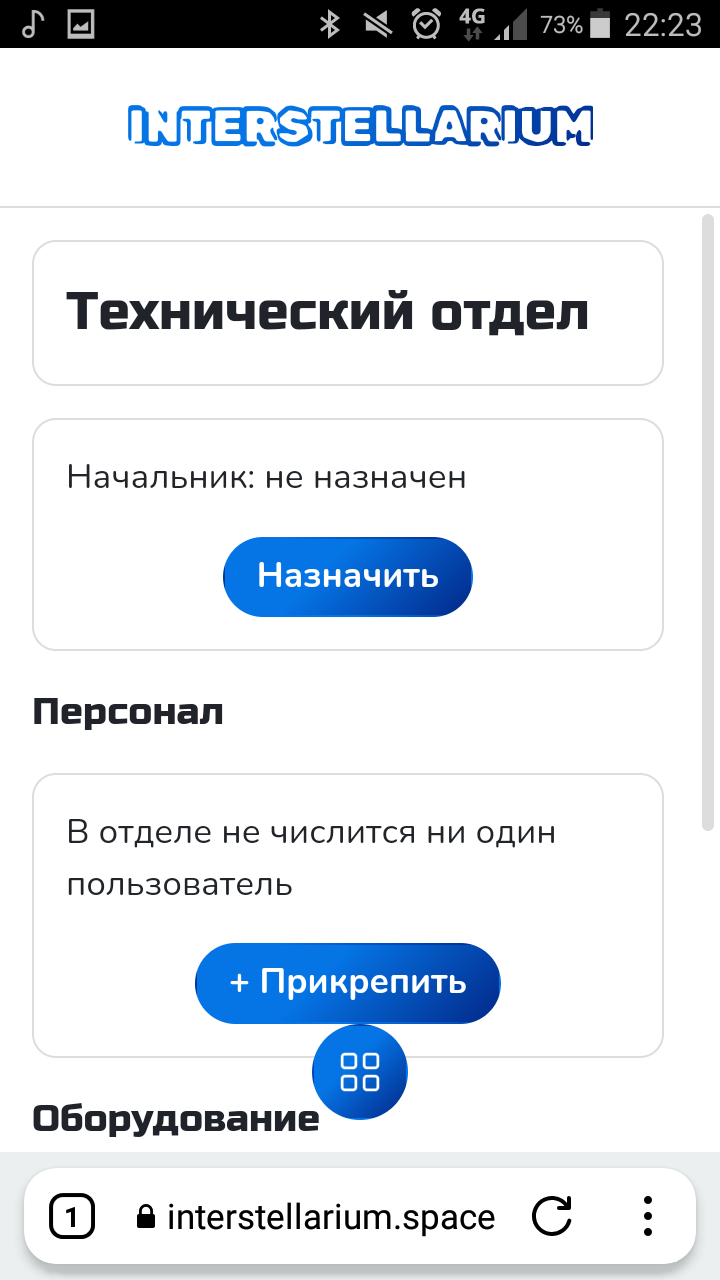 4G 73% 22:23
INTERSTELLARIUM
Технический отдел
Начальник: не назначен
Назначить
Персонал
В отделе не числится ни один
пользователь
+ Прикрепить
Оборудование
1 interstellarium.space